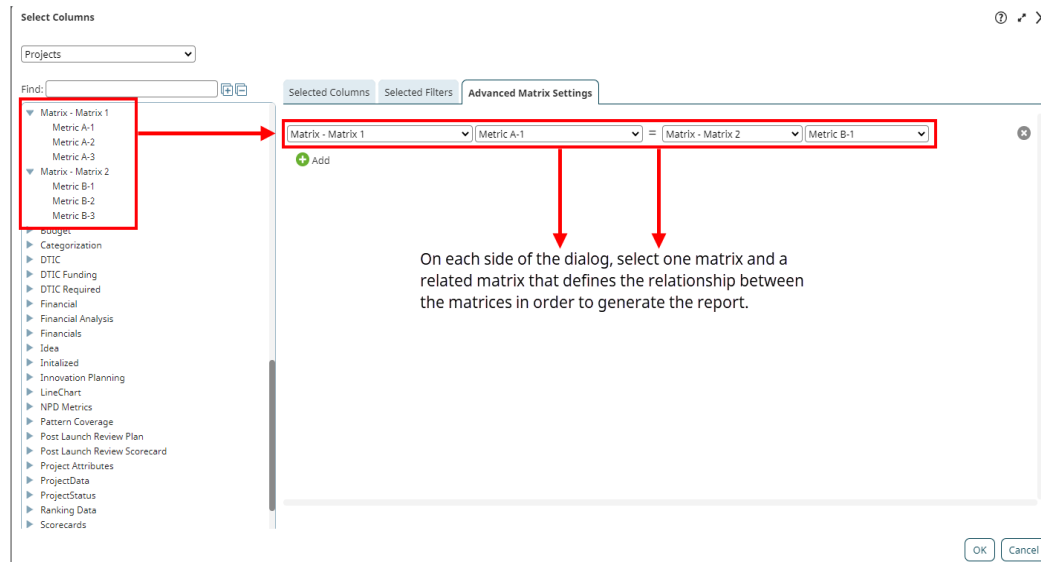 Select Columns
Projects
Find:
Selected Columns Selected Filters Advanced Matrix Settings
Matrix - Matrix 1
Metric A-1
Metric A-2
Metric A-3
Matrix - Matrix 2
Metric B-1
Metric B-2
Metric B-3
Budget
Categorization
DTIC
DTIC Funding
DTIC Required
Financial
Financial Analysis
Financials
Idea
Initalized
Innovation Planning
LineChart
NPD Metrics
Pattern Coverage
Post Launch Review Plan
Post Launch Review Scorecard
Project Attributes
ProjectData
ProjectStatus
Ranking Data
Scorecards
Matrix - Matrix 1 Metric A-1 = Matrix - Matrix 2 Metric B-1
Add
On each side of the dialog, select one matrix and a
related matrix that defines the relationship between
the matrices in order to generate the report.
OK Cancel